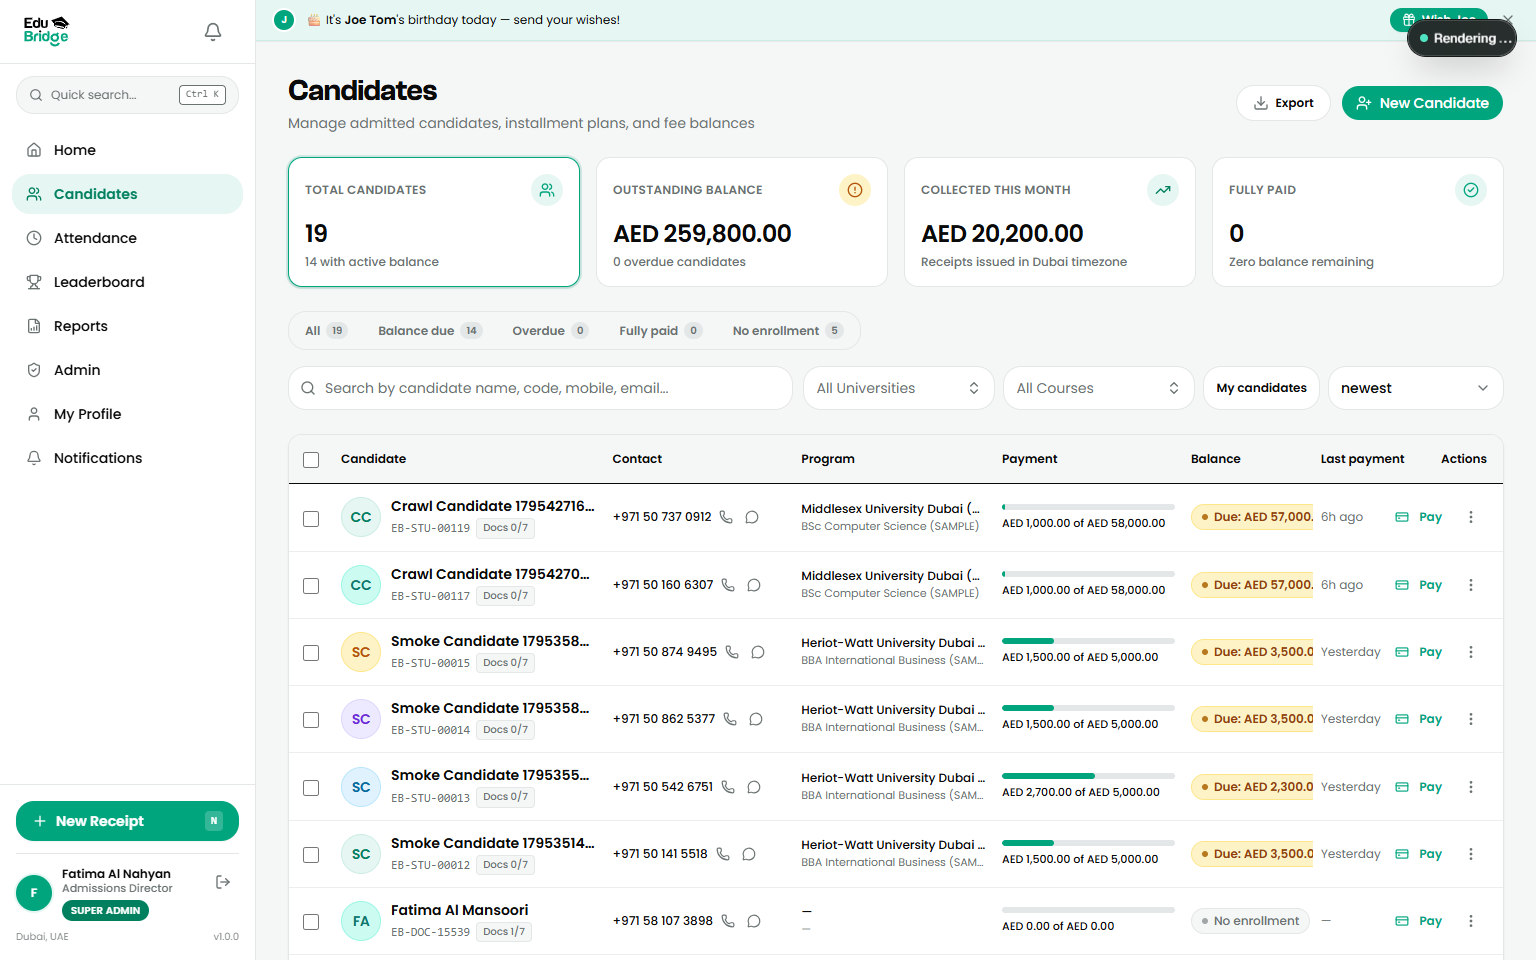 Edu
Bridge
Quick search...
Ctrl K
Home
Candidates
Attendance
Leaderboard
Reports
Admin
My Profile
Notifications
New Receipt
N
F
Fatima Al Nahyan
Admissions Director
SUPER ADMIN
Dubai, UAE
v1.0.0
J
It's Joe Tom's birthday today — send your wishes!
Rendering ...
Candidates
Manage admitted candidates, installment plans, and fee balances
Export
New Candidate
TOTAL CANDIDATES
19
14 with active balance
OUTSTANDING BALANCE
AED 259,800.00
0 overdue candidates
COLLECTED THIS MONTH
AED 20,200.00
Receipts issued in Dubai timezone
FULLY PAID
0
Zero balance remaining
All 19
Balance due 14
Overdue 0
Fully paid 0
No enrollment 5
Search by candidate name, code, mobile, email...
All Universities
All Courses
My candidates
newest
Candidate Contact Program Payment Balance Last payment Actions
CC
Crawl Candidate 179542716...
EB-STU-00119 Docs 0/7
+971 50 737 0912
Middlesex University Dubai (...
BSc Computer Science (SAMPLE)
AED 1,000.00 of AED 58,000.00
Due: AED 57,000.
6h ago
Pay
CC
Crawl Candidate 17954270...
EB-STU-00117 Docs 0/7
+971 50 160 6307
Middlesex University Dubai (...
BSc Computer Science (SAMPLE)
AED 1,000.00 of AED 58,000.00
Due: AED 57,000.
6h ago
Pay
SC
Smoke Candidate 1795358...
EB-STU-00015 Docs 0/7
+971 50 874 9495
Heriot-Watt University Dubai ...
BBA International Business (SAM...
AED 1,500.00 of AED 5,000.00
Due: AED 3,500.0
Yesterday
Pay
SC
Smoke Candidate 1795358...
EB-STU-00014 Docs 0/7
+971 50 862 5377
Heriot-Watt University Dubai ...
BBA International Business (SAM...
AED 1,500.00 of AED 5,000.00
Due: AED 3,500.0
Yesterday
Pay
SC
Smoke Candidate 1795355...
EB-STU-00013 Docs 0/7
+971 50 542 6751
Heriot-Watt University Dubai ...
BBA International Business (SAM...
AED 2,700.00 of AED 5,000.00
Due: AED 2,300.0
Yesterday
Pay
SC
Smoke Candidate 17953514...
EB-STU-00012 Docs 0/7
+971 50 141 5518
Heriot-Watt University Dubai ...
BBA International Business (SAM...
AED 1,500.00 of AED 5,000.00
Due: AED 3,500.0
Yesterday
Pay
FA
Fatima Al Mansoori
EB-DOC-15539 Docs 1/7
+971 58 107 3898
—
—
AED 0.00 of AED 0.00
No enrollment
—
Pay